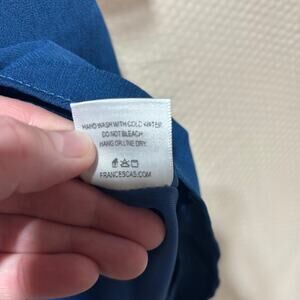 HAND WASH WITH COLD WATER.
DO NOT BLEACH.
HANG OR LINE DRY.
FRANCESCAS.COM